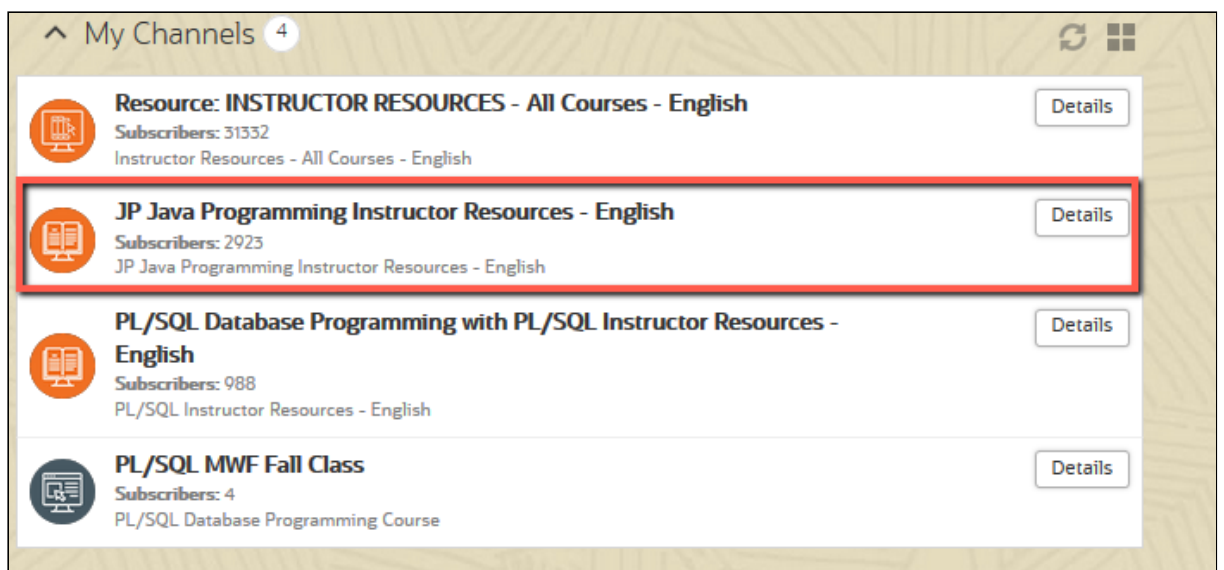 My Channels 4
Resource: INSTRUCTOR RESOURCES - All Courses - English
Details
Subscribers: 31332
Instructor Resources - All Courses - English
JP Java Programming Instructor Resources - English
Details
Subscribers: 2923
JP Java Programming Instructor Resources - English
PL/SQL Database Programming with PL/SQL Instructor Resources -
Details
English
Subscribers: 988
PL/SQL Instructor Resources - English
PL/SQL MWF Fall Class
Details
Subscribers: 4
PL/SQL Database Programming Course